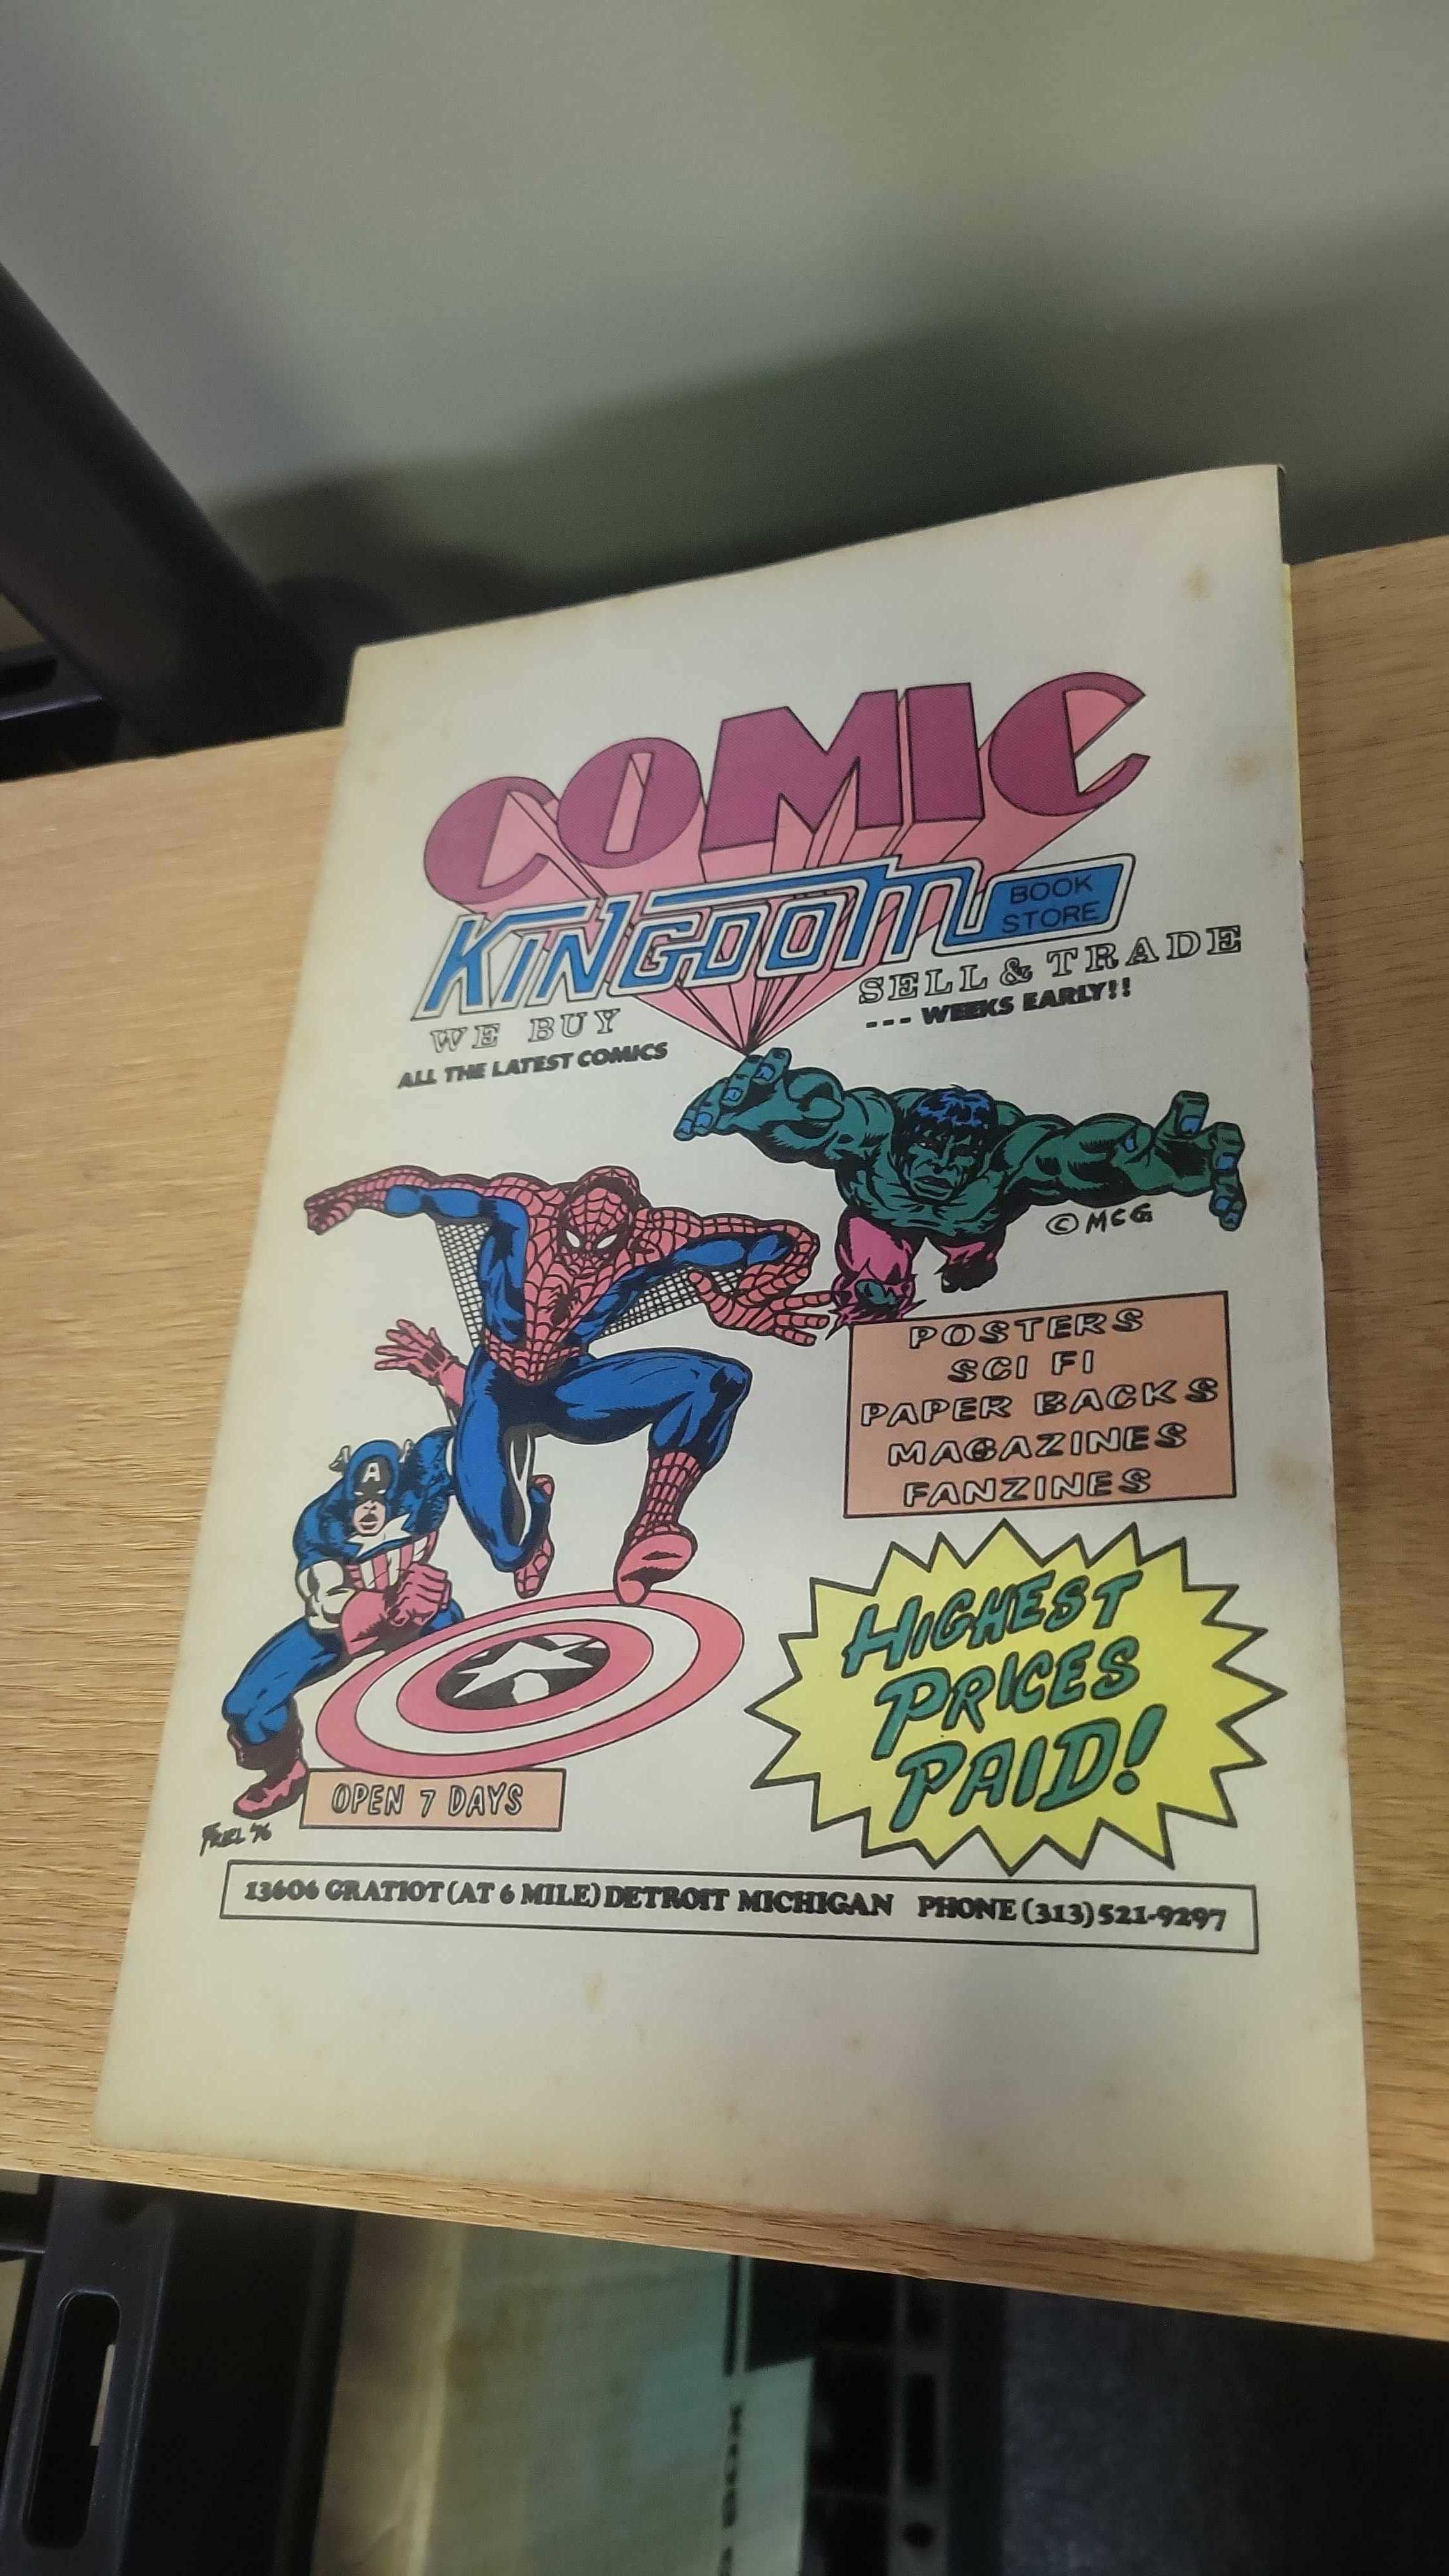 COMIC
KINGDOM BOOK STORE
WE BUY SELL & TRADE
ALL THE LATEST COMICS --- WEEKS EARLY!!
© MCG
POSTERS
SCI FI
PAPER BACKS
MAGAZINES
FANZINES
A
HIGHEST
PRICES
PAID!
OPEN 7 DAYS
FRIEL '76
13606 GRATIOT (AT 6 MILE) DETROIT MICHIGAN PHONE (313) 521-9297